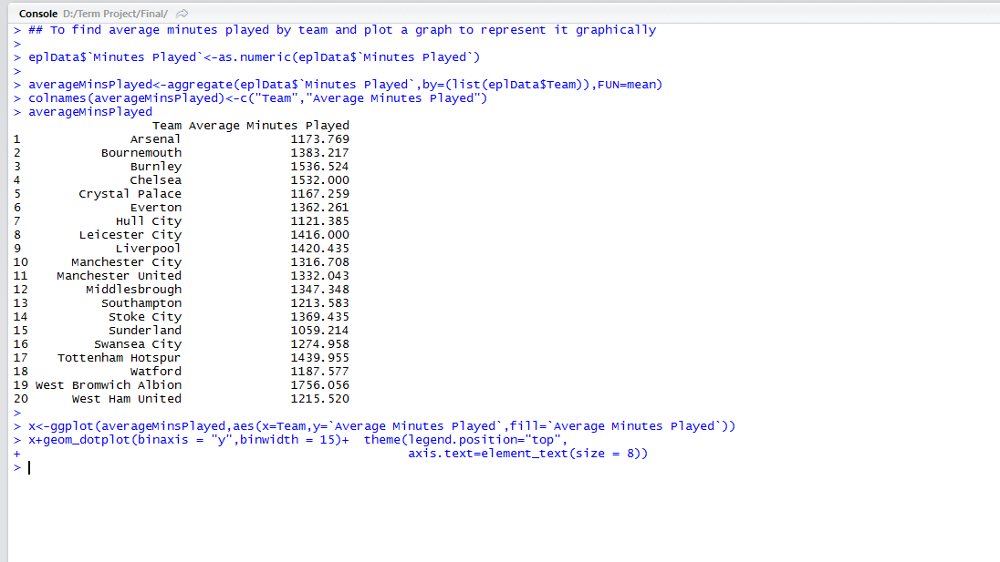 Console D:/Term Project/Final/
> ## To find average minutes played by team and plot a graph to represent it graphically
>
> eplData$`Minutes Played`<-as.numeric(eplData$`Minutes Played`)
>
> averageMinsPlayed<-aggregate(eplData$`Minutes Played`,by=(list(eplData$Team)),FUN=mean)
> colnames(averageMinsPlayed)<-c("Team","Average Minutes Played")
> averageMinsPlayed
Team Average Minutes Played
1 Arsenal 1173.769
2 Bournemouth 1383.217
3 Burnley 1536.524
4 Chelsea 1532.000
5 Crystal Palace 1167.259
6 Everton 1362.261
7 Hull City 1121.385
8 Leicester City 1416.000
9 Liverpool 1420.435
10 Manchester City 1316.708
11 Manchester United 1332.043
12 Middlesbrough 1347.348
13 Southampton 1213.583
14 Stoke City 1369.435
15 Sunderland 1059.214
16 Swansea City 1274.958
17 Tottenham Hotspur 1439.955
18 Watford 1187.577
19 West Bromwich Albion 1756.056
20 West Ham United 1215.520
>
> x<-ggplot(averageMinsPlayed,aes(x=Team,y=`Average Minutes Played`,fill=`Average Minutes Played`))
> x+geom_dotplot(binaxis = "y",binwidth = 15)+ theme(legend.position="top",
+ axis.text=element_text(size = 8))
>